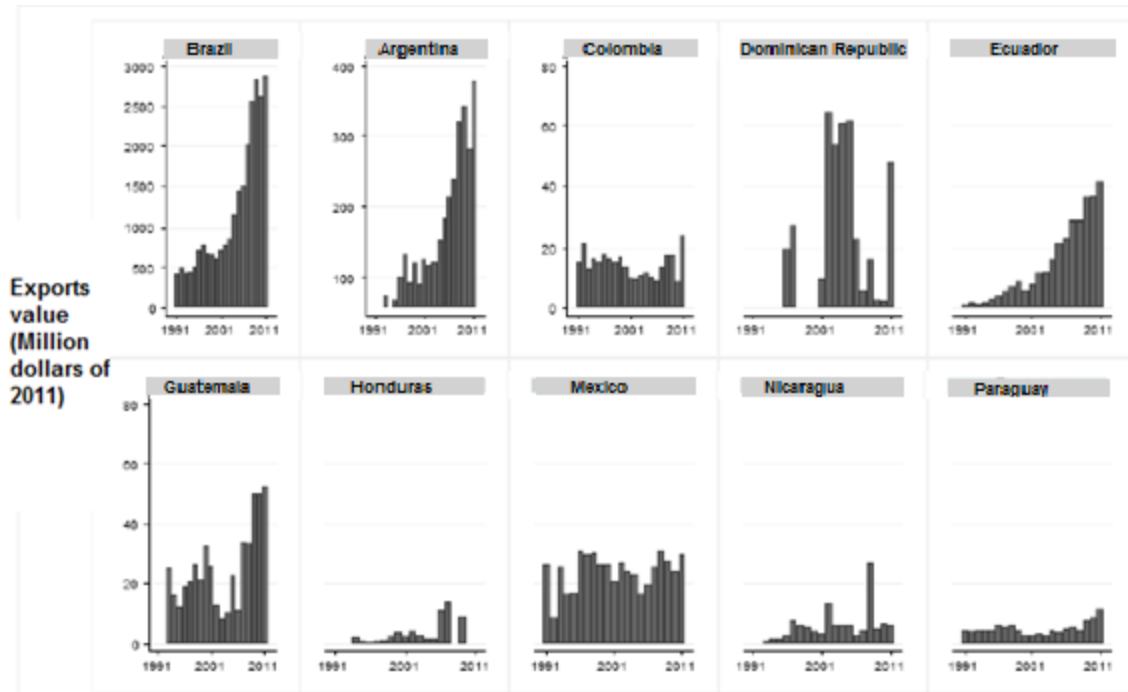 Brazil
Argentina
Colombia
Dominican Republic
Ecuador
3000
2500
2000
1500
1000
500
0
400
300
200
100
80
60
40
20
0
1991 2001 2011
1991 2001 2011
1991 2001 2011
1991 2001 2011
1991 2001 2011
Exports
value
(Million
dollars of
2011)
Guatemala
Honduras
Mexico
Nicaragua
Paraguay
80
60
40
20
0
1991 2001 2011
1991 2001 2011
1991 2001 2011
1991 2001 2011
1991 2001 2011